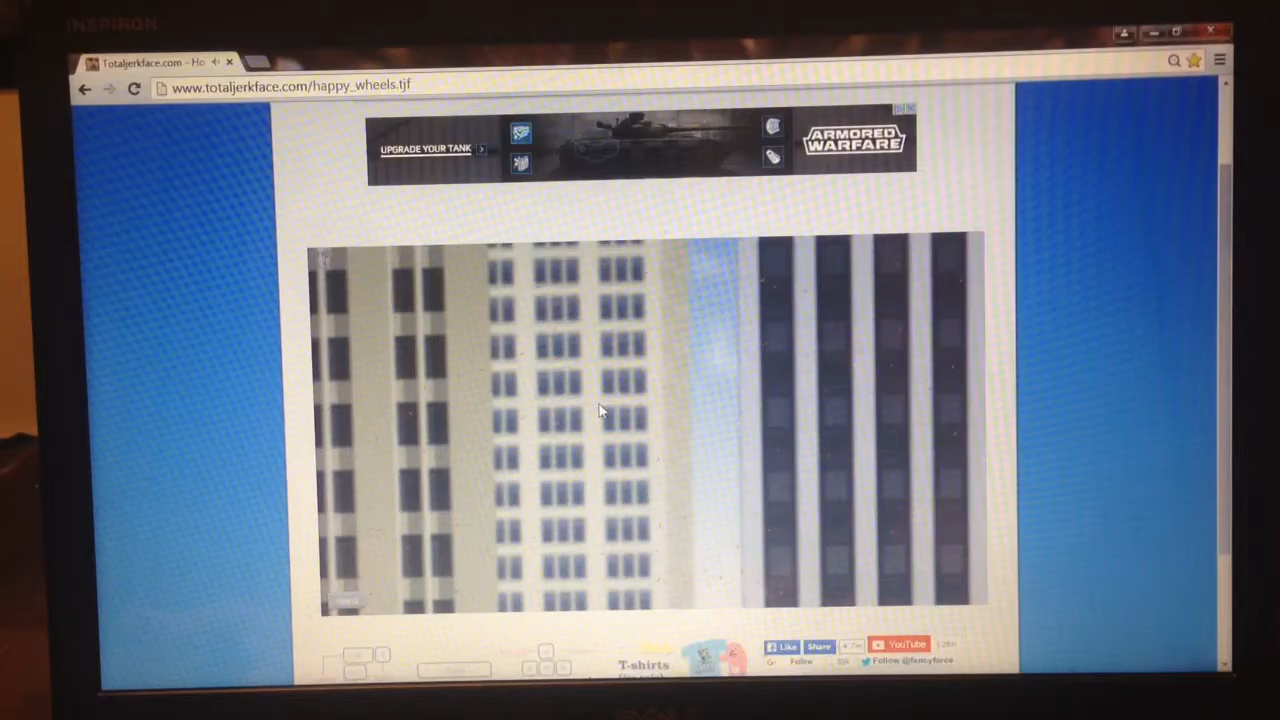 INSPIRON
Totaljerkface.com - Ho
www.totaljerkface.com/happy_wheels.tjf
UPGRADE YOUR TANK >
ARMORED
WARFARE
Like Share YouTube
T-shirts
G+ Follow Follow @fancyforce